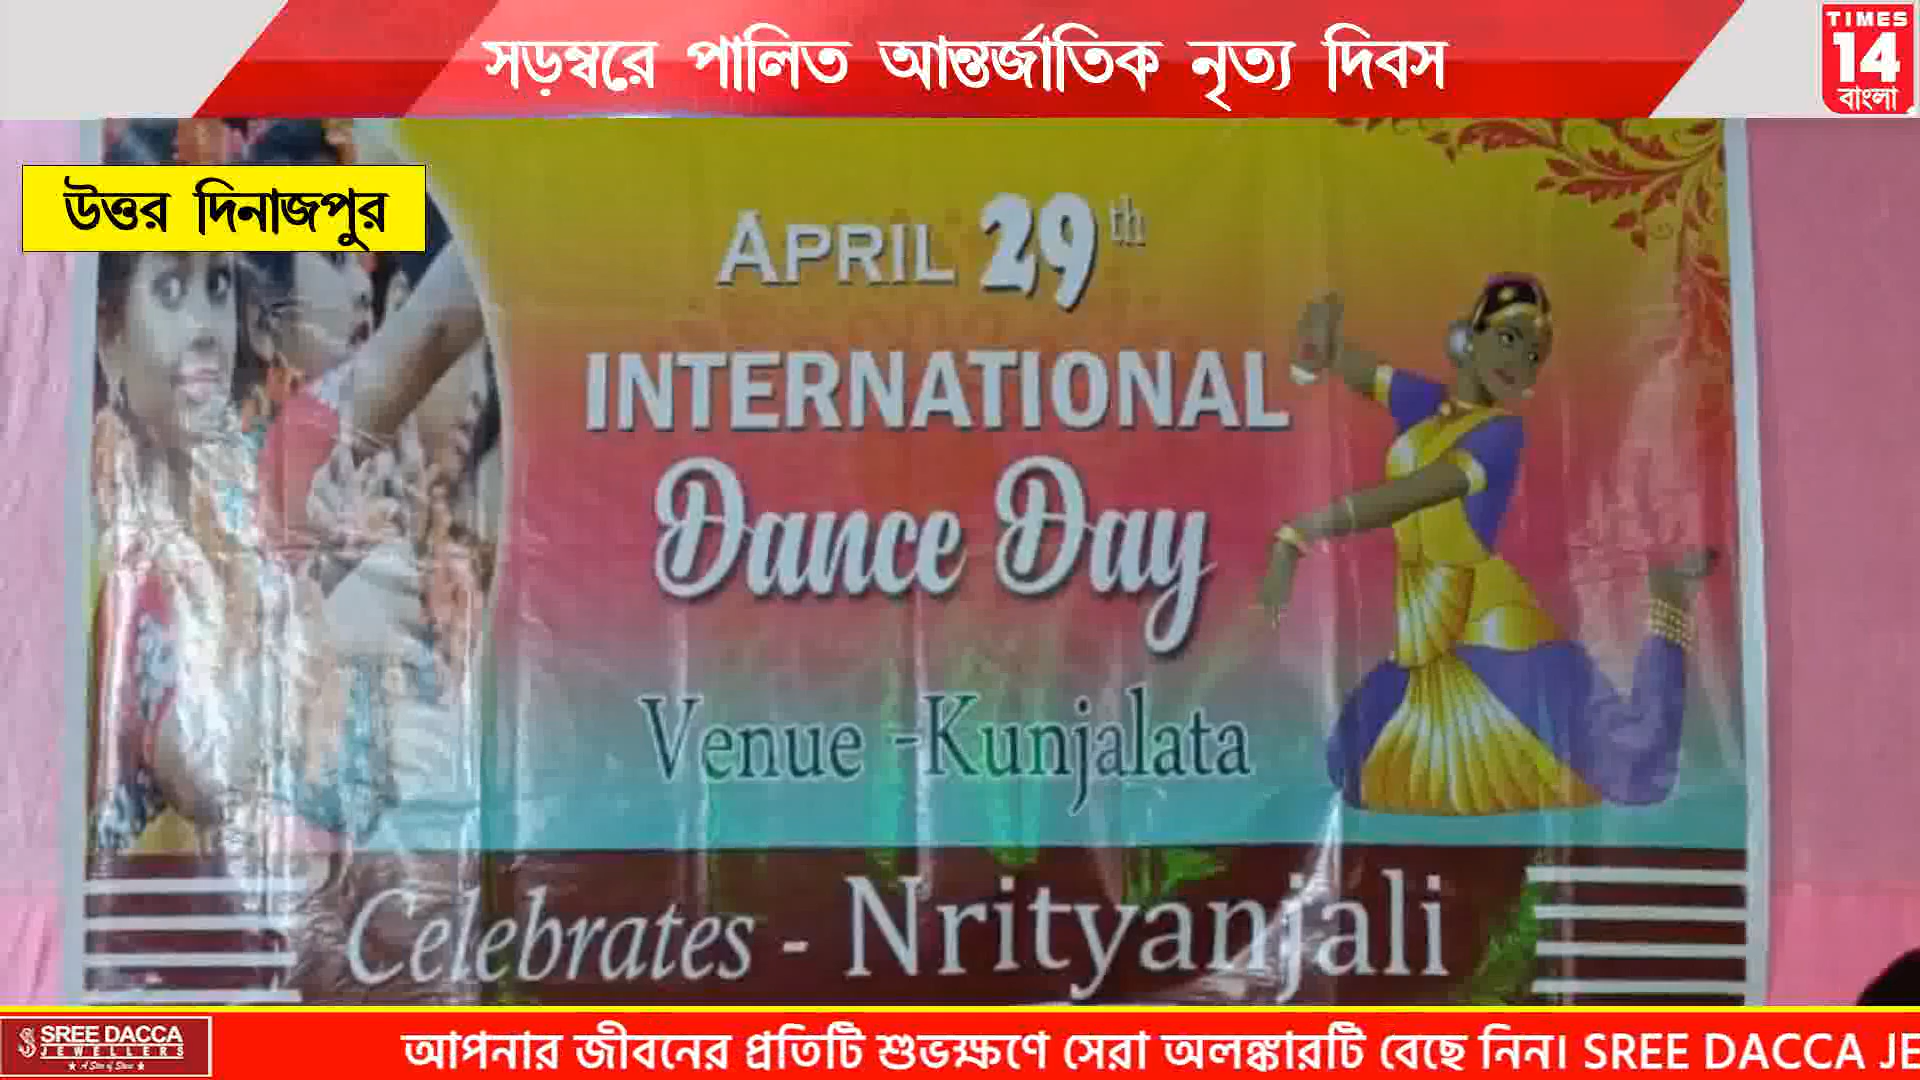 সড়ম্বরে পালিত আন্তর্জাতিক নৃত্য দিবস
TIMES
14
বাংলা
উত্তর দিনাজপুর
APRIL 29th
INTERNATIONAL
Dance Day
Venue -Kunjalata
Celebrates - Nrityanjali
SREE DACCA
JEWELLERS
আপনার জীবনের প্রতিটি শুভক্ষণে সেরা অলঙ্কারটি বেছে নিন। SREE DACCA JE